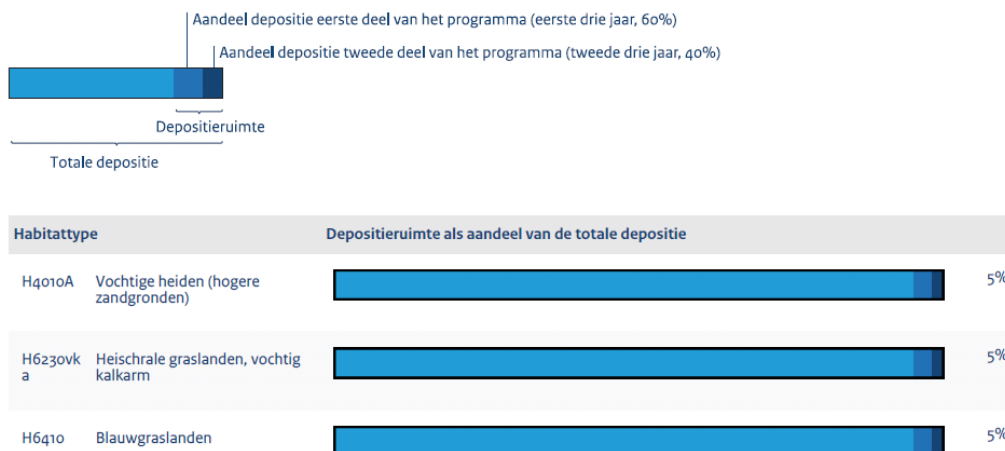 Aandeel depositie eerste deel van het programma (eerste drie jaar, 60%)
Aandeel depositie tweede deel van het programma (tweede drie jaar, 40%)
Depositieruimte
Totale depositie
Habitattype Depositieruimte als aandeel van de totale depositie
H4010A Vochtige heiden (hogere zandgronden) 5%
H6230vk
a Heischrale graslanden, vochtig kalkarm 5%
H6410 Blauwgraslanden 5%